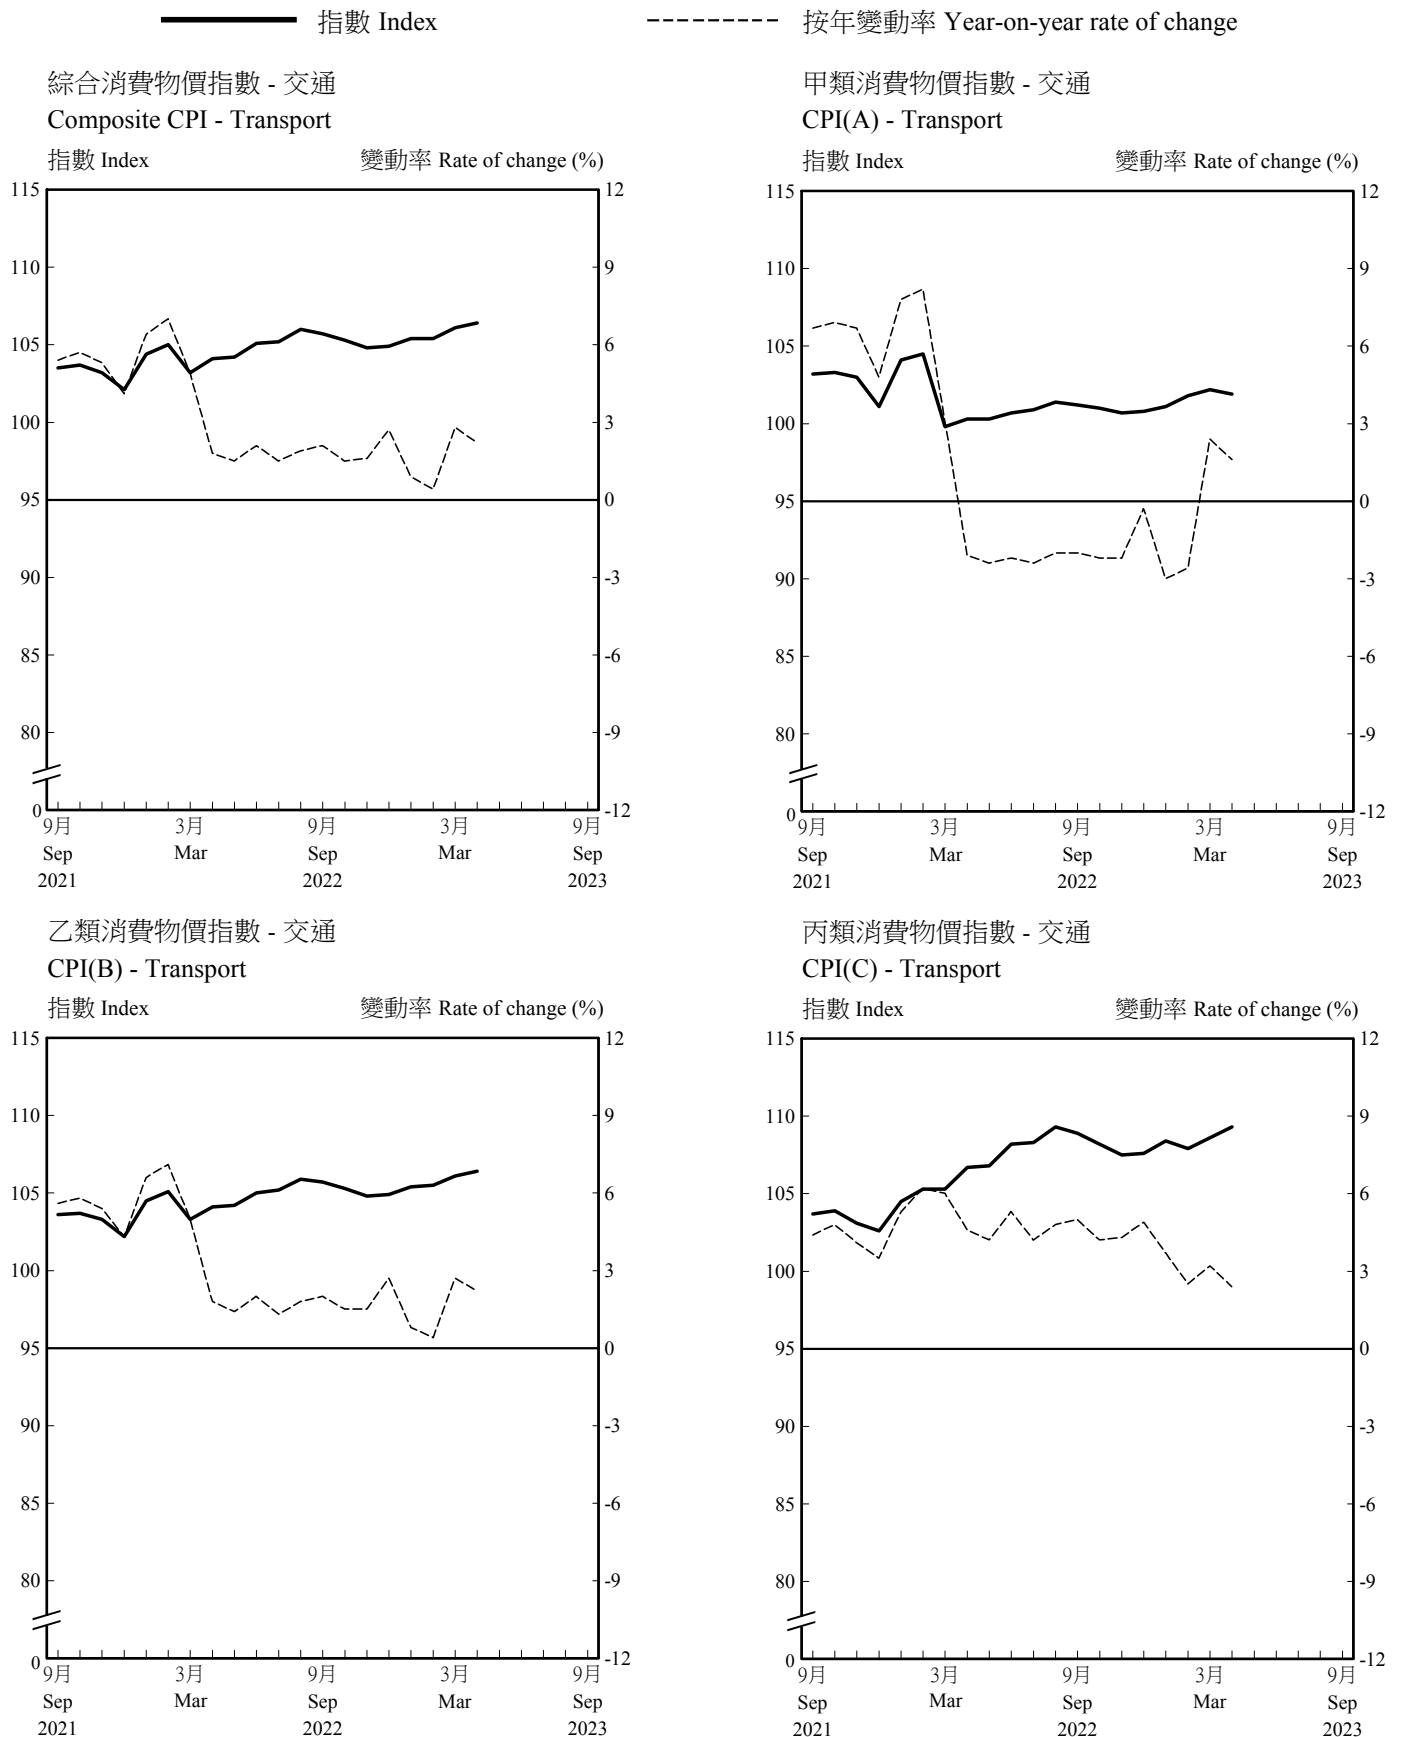 指數 Index
按年變動率 Year-on-year rate of change
綜合消費物價指數 - 交通
Composite CPI - Transport
指數 Index 變動率 Rate of change (%)
115 12
110 9
105 6
100 3
95 0
90 -3
85 -6
80 -9
0 -12
9月 3月 9月 3月 9月
Sep Mar Sep Mar Sep
2021 2022 2023
甲類消費物價指數 - 交通
CPI(A) - Transport
指數 Index 變動率 Rate of change (%)
115 12
110 9
105 6
100 3
95 0
90 -3
85 -6
80 -9
0 -12
9月 3月 9月 3月 9月
Sep Mar Sep Mar Sep
2021 2022 2023
乙類消費物價指數 - 交通
CPI(B) - Transport
指數 Index 變動率 Rate of change (%)
115 12
110 9
105 6
100 3
95 0
90 -3
85 -6
80 -9
0 -12
9月 3月 9月 3月 9月
Sep Mar Sep Mar Sep
2021 2022 2023
丙類消費物價指數 - 交通
CPI(C) - Transport
指數 Index 變動率 Rate of change (%)
115 12
110 9
105 6
100 3
95 0
90 -3
85 -6
80 -9
0 -12
9月 3月 9月 3月 9月
Sep Mar Sep Mar Sep
2021 2022 2023